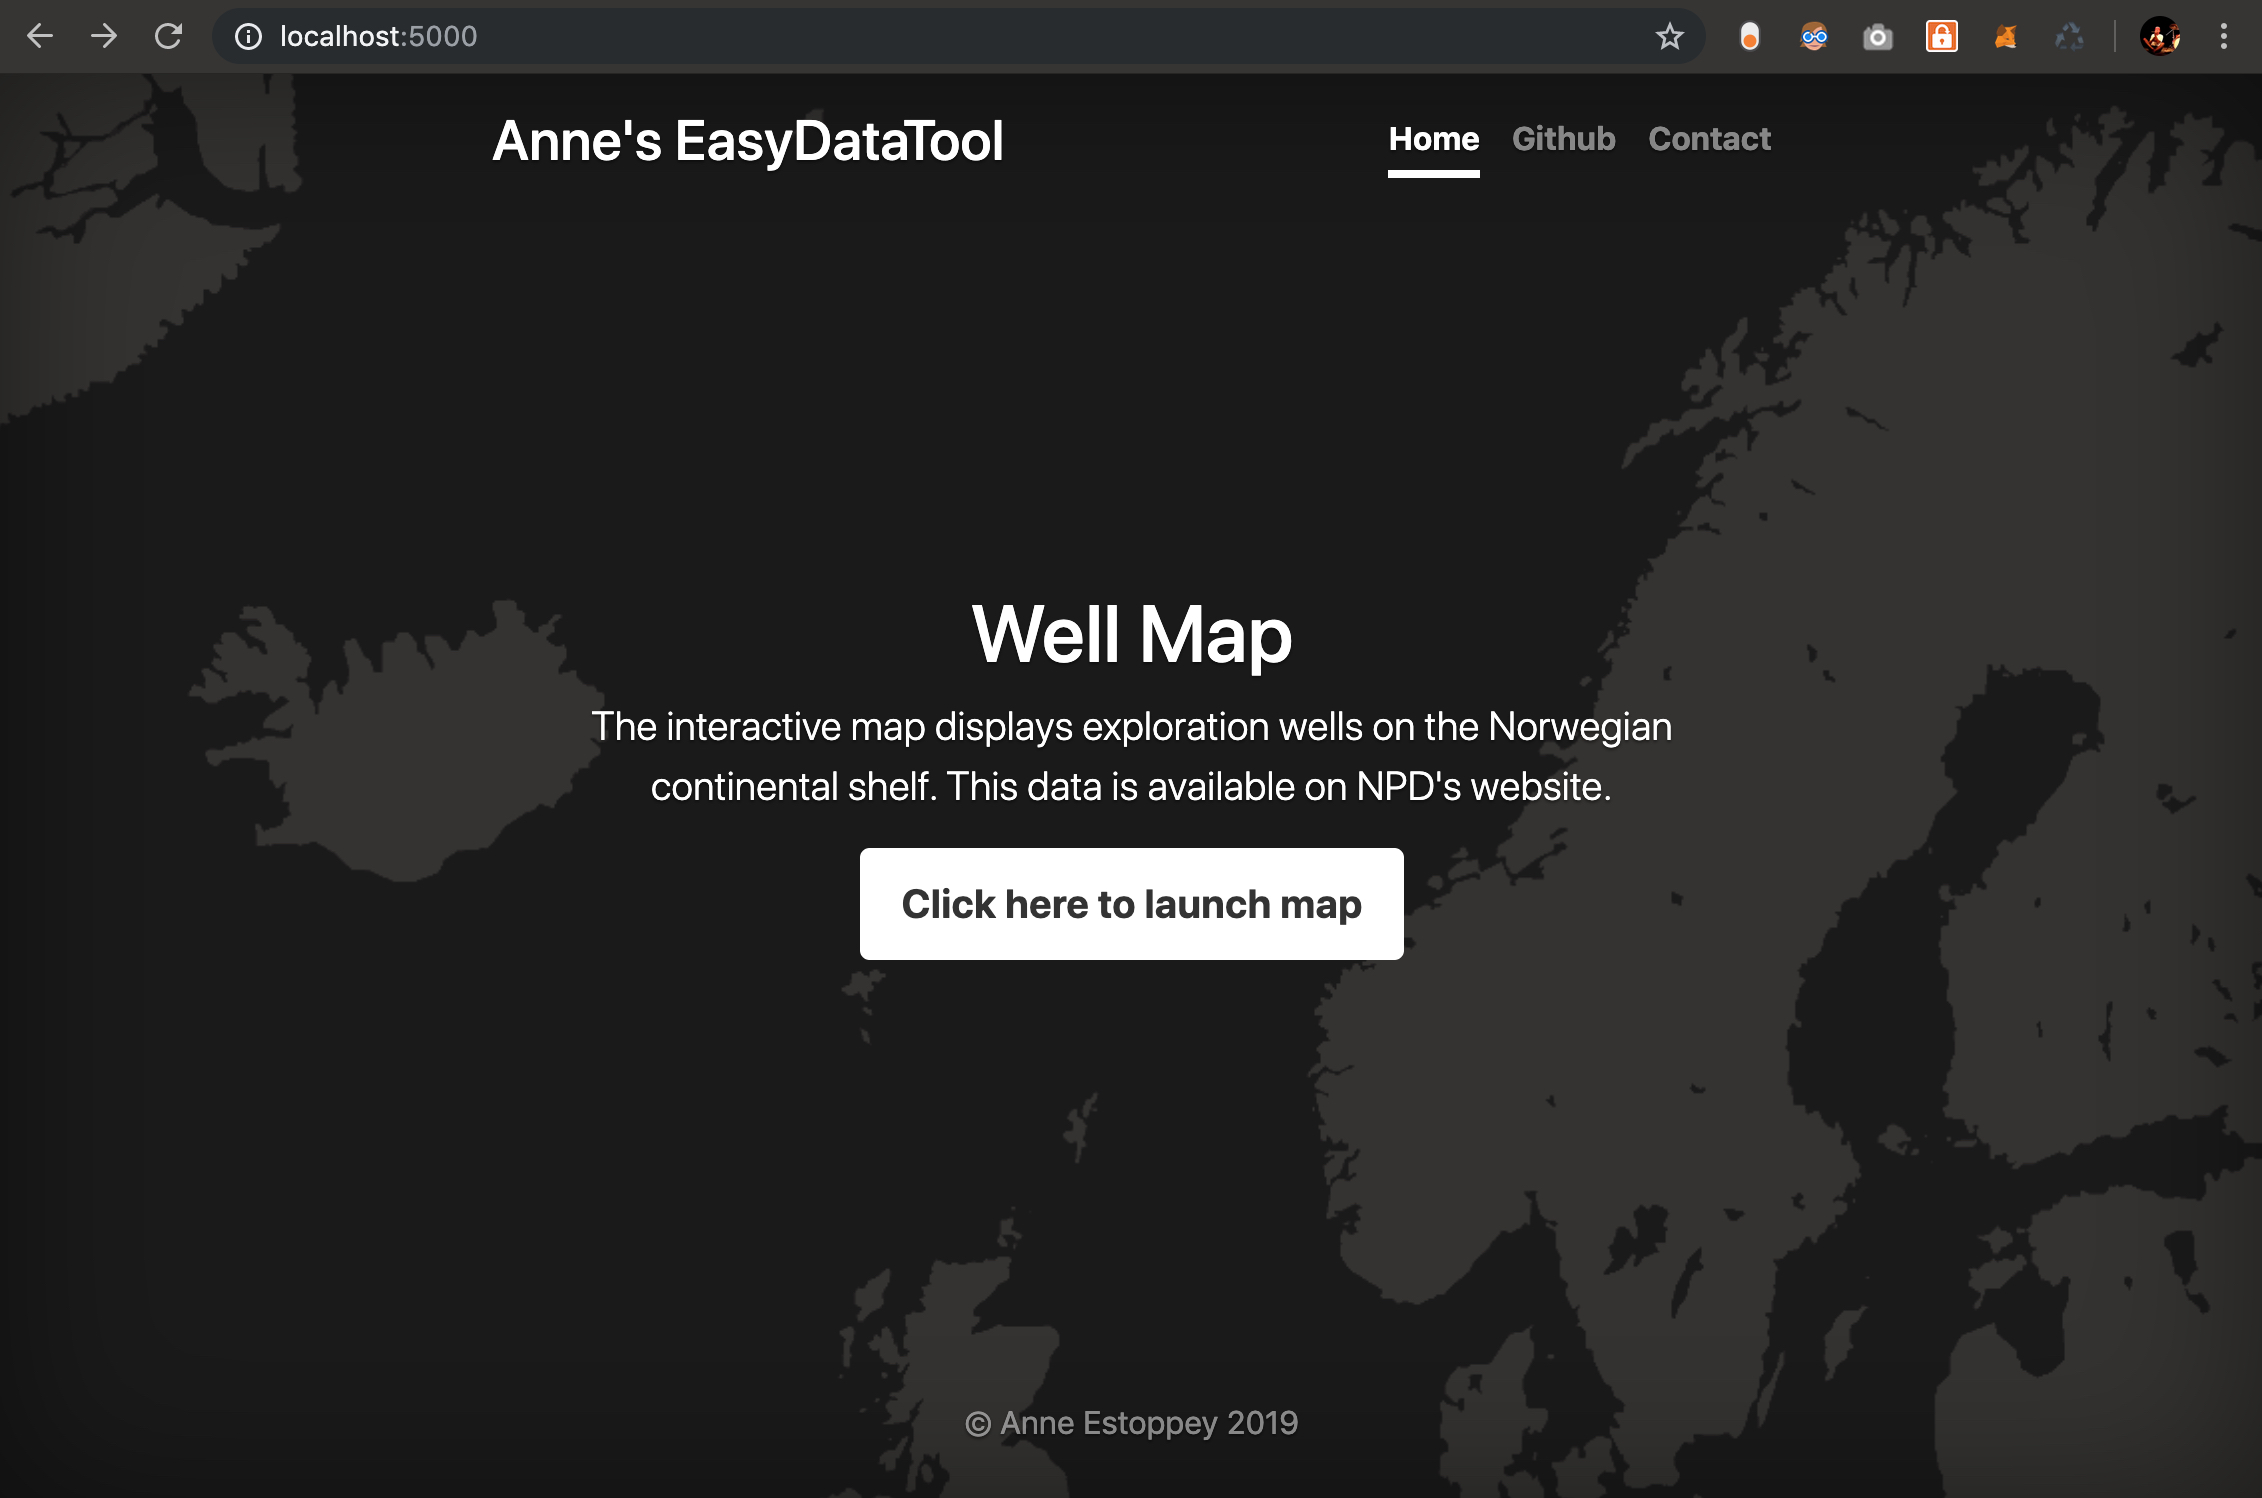 localhost:5000
Anne's EasyDataTool
Home Github Contact
Well Map
The interactive map displays exploration wells on the Norwegian
continental shelf. This data is available on NPD's website.
Click here to launch map
© Anne Estoppey 2019